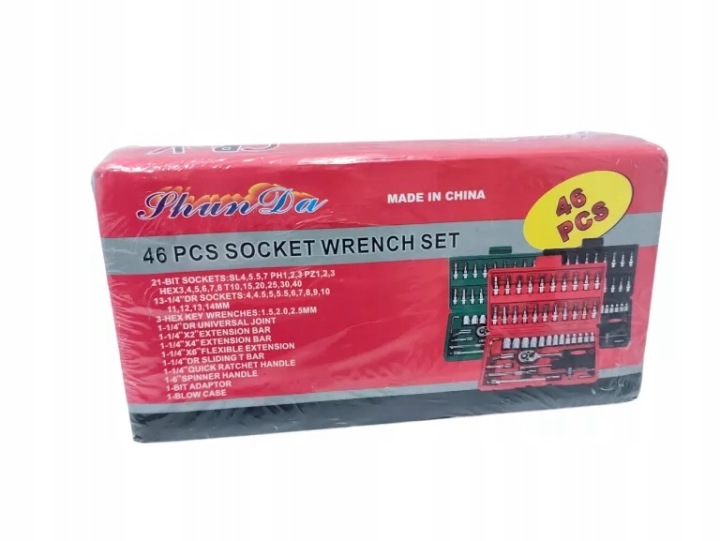 CR-V
ShunDa
MADE IN CHINA
46 PCS
46 PCS SOCKET WRENCH SET
21-BIT SOCKETS:SL4,5.5,7 PH1,2,3 PZ1,2,3
HEX3,4,5,6,7,8 T10,15,20,25,30,40
13-1/4"DR SOCKETS:4,4.5,5,5.5,6,7,8,9,10
11,12,13,14MM
3-HEX KEY WRENCHES:1.5,2.0,2.5MM
1-1/4"DR UNIVERSAL JOINT
1-1/4"X2"EXTENSION BAR
1-1/4"X4"EXTENSION BAR
1-1/4"X6"FLEXIBLE EXTENSION
1-1/4"DR SLIDING T BAR
1-1/4"QUICK RATCHET HANDLE
1-6"SPINNER HANDLE
1-BIT ADAPTOR
1-BLOW CASE